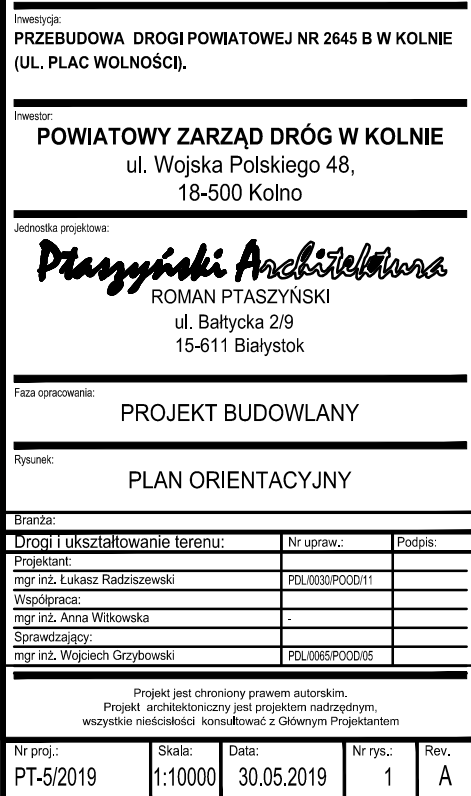 Inwestycja:
PRZEBUDOWA DROGI POWIATOWEJ NR 2645 B W KOLNIE
(UL. PLAC WOLNOŚCI).
Inwestor:
POWIATOWY ZARZĄD DRÓG W KOLNIE
ul. Wojska Polskiego 48,
18-500 Kolno
Jednostka projektowa:
Ptaszyński Architektura
ROMAN PTASZYŃSKI
ul. Bałtycka 2/9
15-611 Białystok
Faza opracowania:
PROJEKT BUDOWLANY
Rysunek:
PLAN ORIENTACYJNY
Branża:
Drogi i ukształtowanie terenu: Nr upraw.: Podpis:
Projektant:
mgr inż. Łukasz Radziszewski PDL/0030/POOD/11
Współpraca:
mgr inż. Anna Witkowska -
Sprawdzający:
mgr inż. Wojciech Grzybowski PDL/0065/POOD/05
Projekt jest chroniony prawem autorskim.
Projekt architektoniczny jest projektem nadrzędnym,
wszystkie nieścisłości konsultować z Głównym Projektantem
Nr proj.: Skala: Data: Nr rys.: Rev.
PT-5/2019 1:10000 30.05.2019 1 A